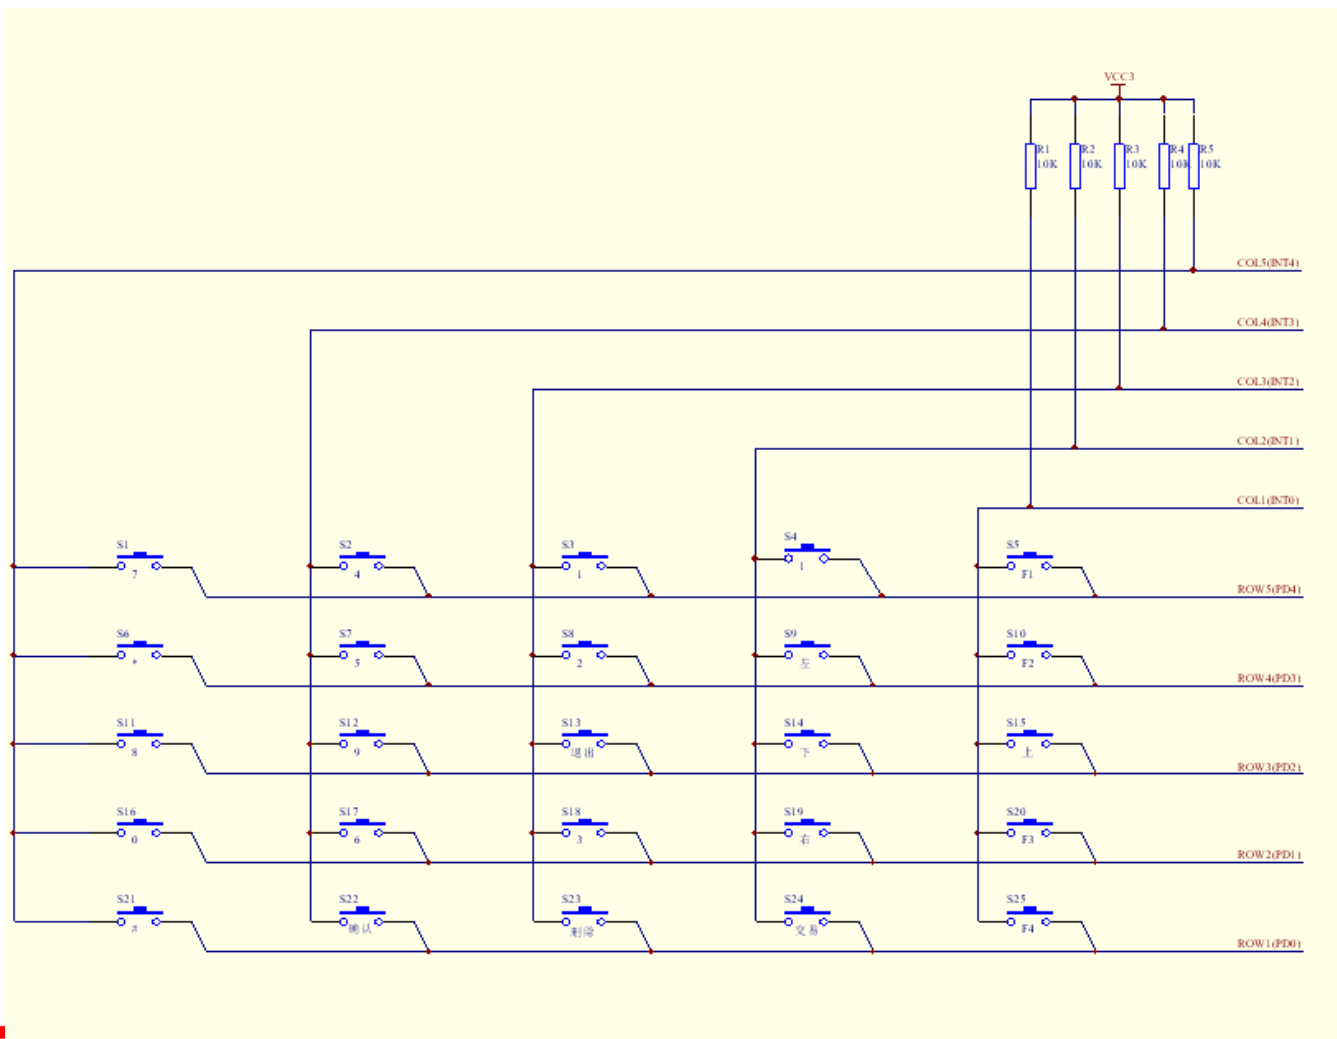 VCC3
R1 R2 R3 R4 R5
10K 10K 10K 10K 10K
COL5(INT4)
COL4(INT3)
COL3(INT2)
COL2(INT1)
COL1(INT0)
S1 S2 S3 S4 S5
7 4 1 1 F1
ROW5(PD4)
S6 S7 S8 S9 S10
* 5 2 左 F2
ROW4(PD3)
S11 S12 S13 S14 S15
8 9 退出 下 上
ROW3(PD2)
S16 S17 S18 S19 S20
0 6 3 右 F3
ROW2(PD1)
S21 S22 S23 S24 S25
# 确认 删除 交易 F4
ROW1(PD0)